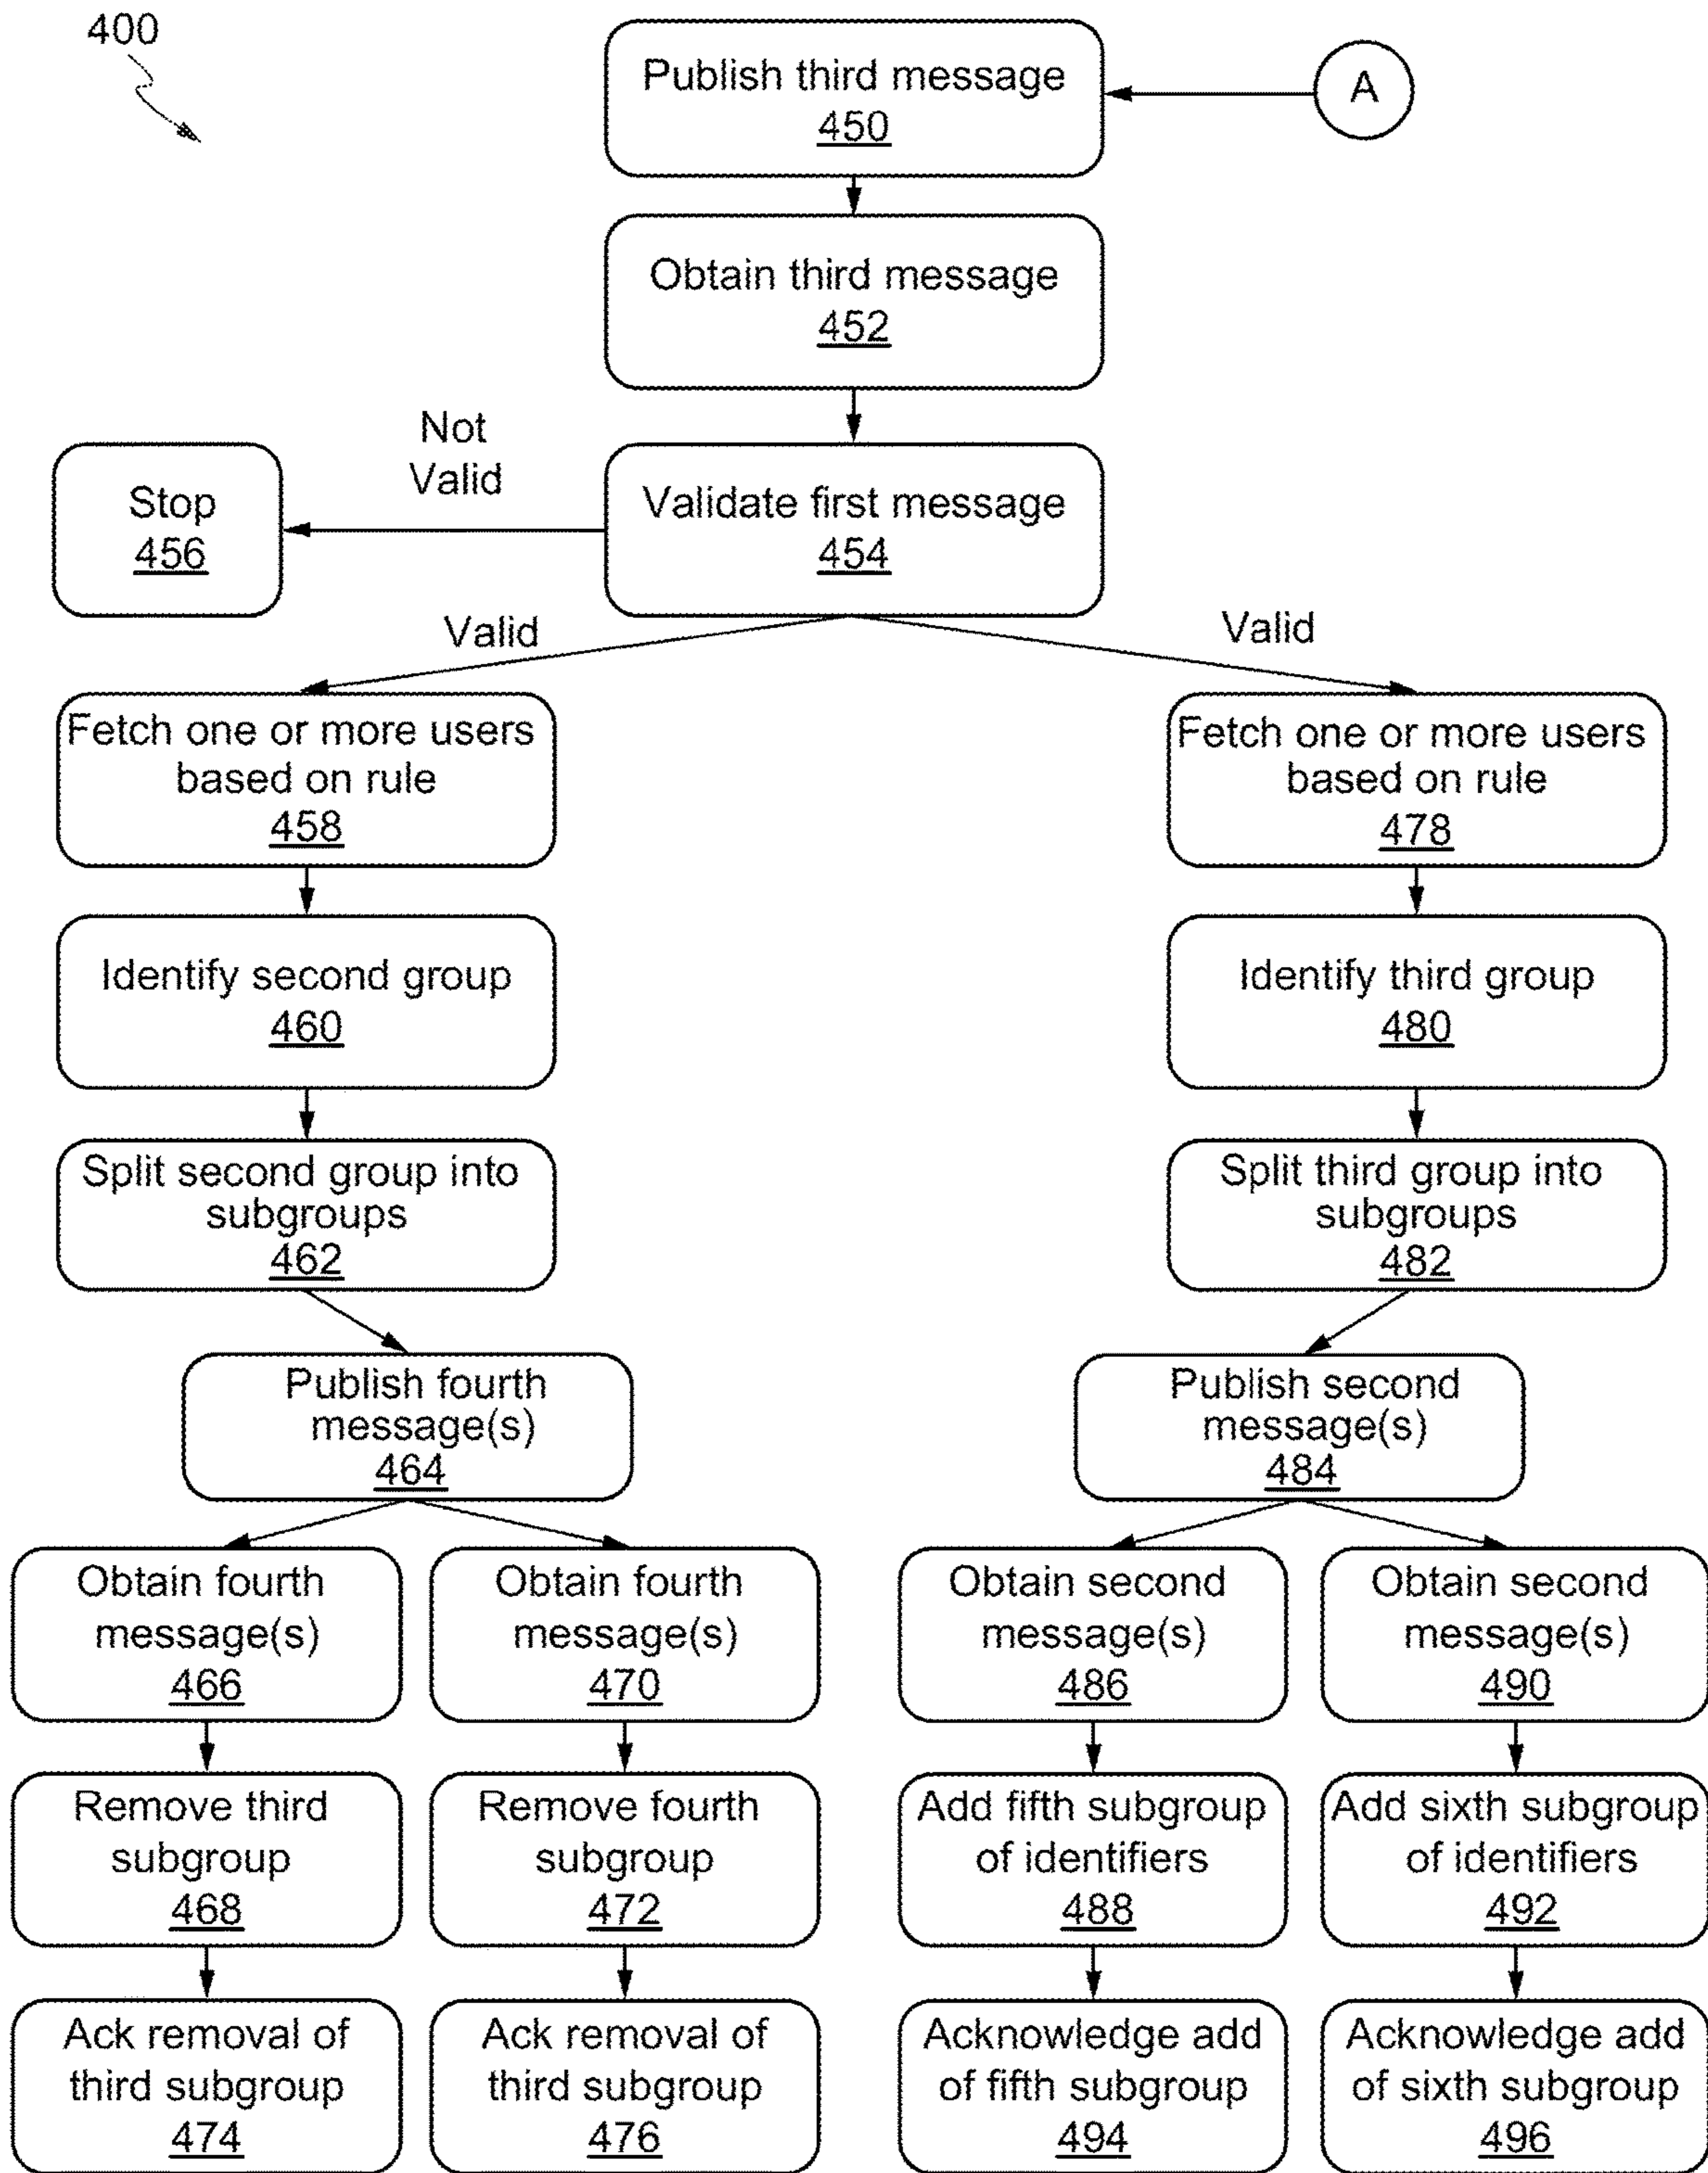 400
Publish third message
450
A
Obtain third message
452
Not
Valid
Stop
456
Validate first message
454
Valid
Valid
Fetch one or more users
based on rule
458
Fetch one or more users
based on rule
478
Identify second group
460
Identify third group
480
Split second group into
subgroups
462
Split third group into
subgroups
482
Publish fourth
message(s)
464
Publish second
message(s)
484
Obtain fourth
message(s)
466
Obtain fourth
message(s)
470
Obtain second
message(s)
486
Obtain second
message(s)
490
Remove third
subgroup
468
Remove fourth
subgroup
472
Add fifth subgroup
of identifiers
488
Add sixth subgroup
of identifiers
492
Ack removal of
third subgroup
474
Ack removal of
third subgroup
476
Acknowledge add
of fifth subgroup
494
Acknowledge add
of sixth subgroup
496